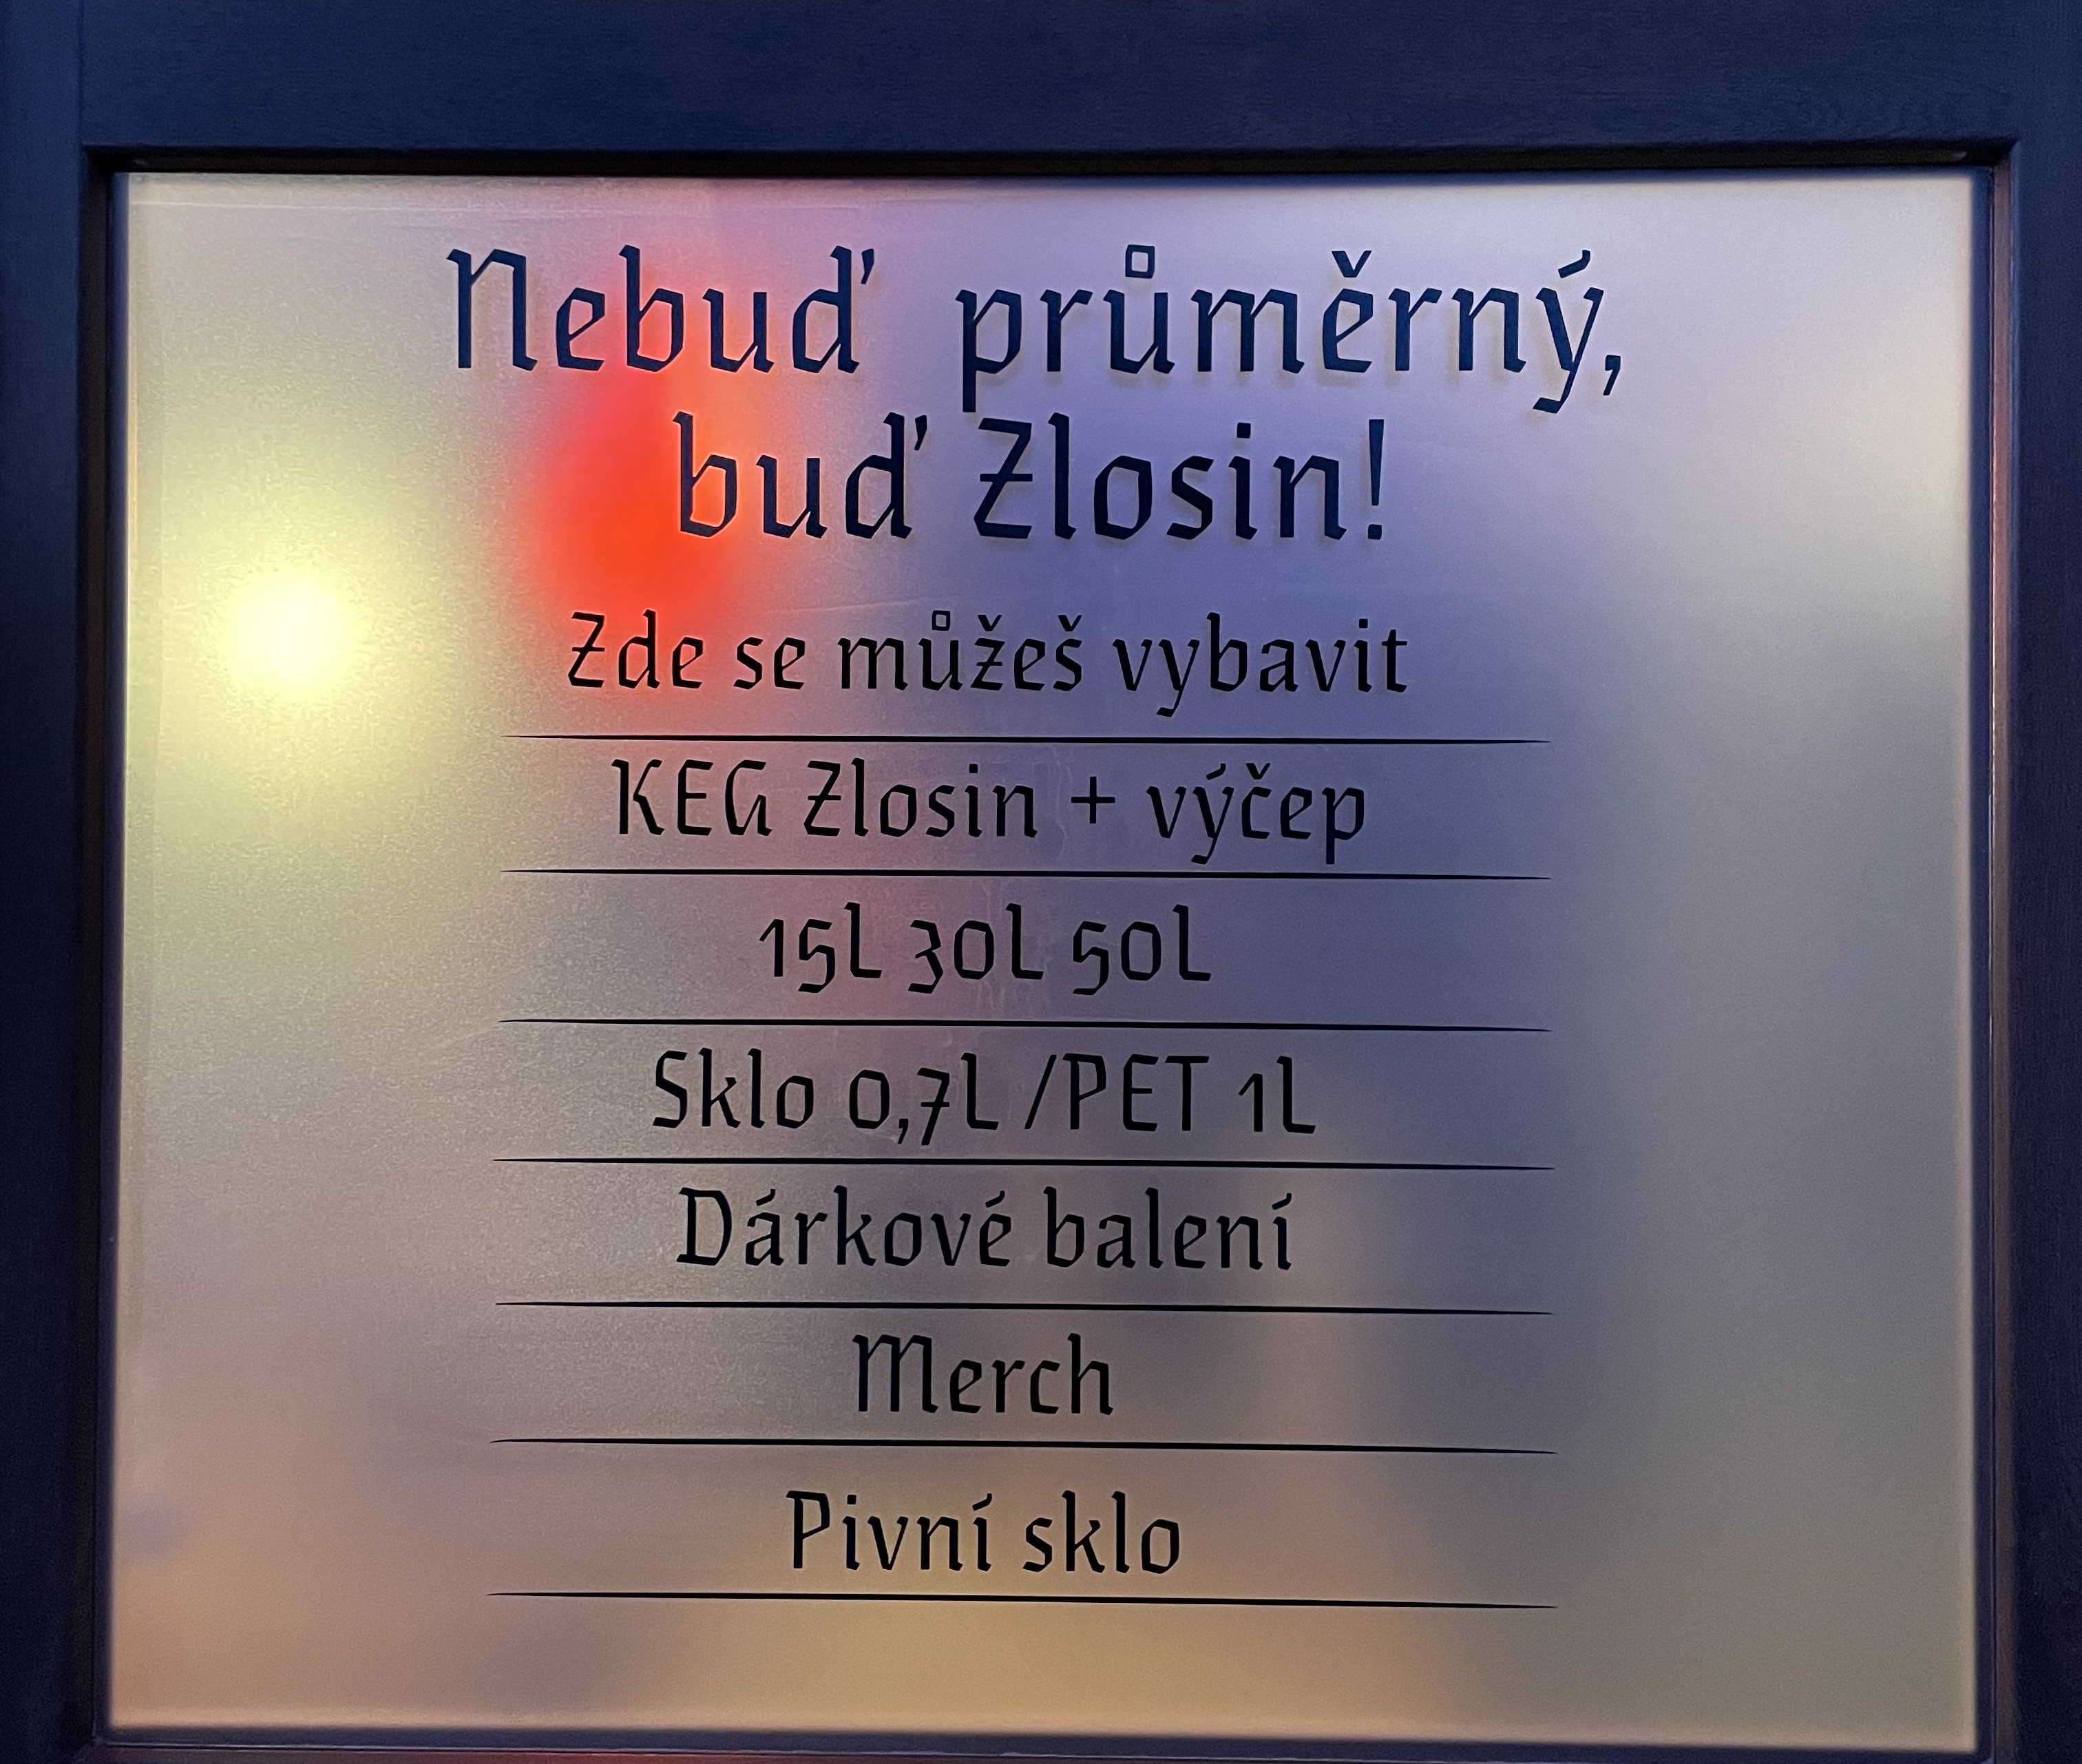 Nebuď průměrný,
buď Zlosin!
Zde se můžeš vybavit
KEG Zlosin + výčep
15L 30L 50L
Sklo 0,7L /PET 1L
Dárkové balení
Merch
Pivní sklo